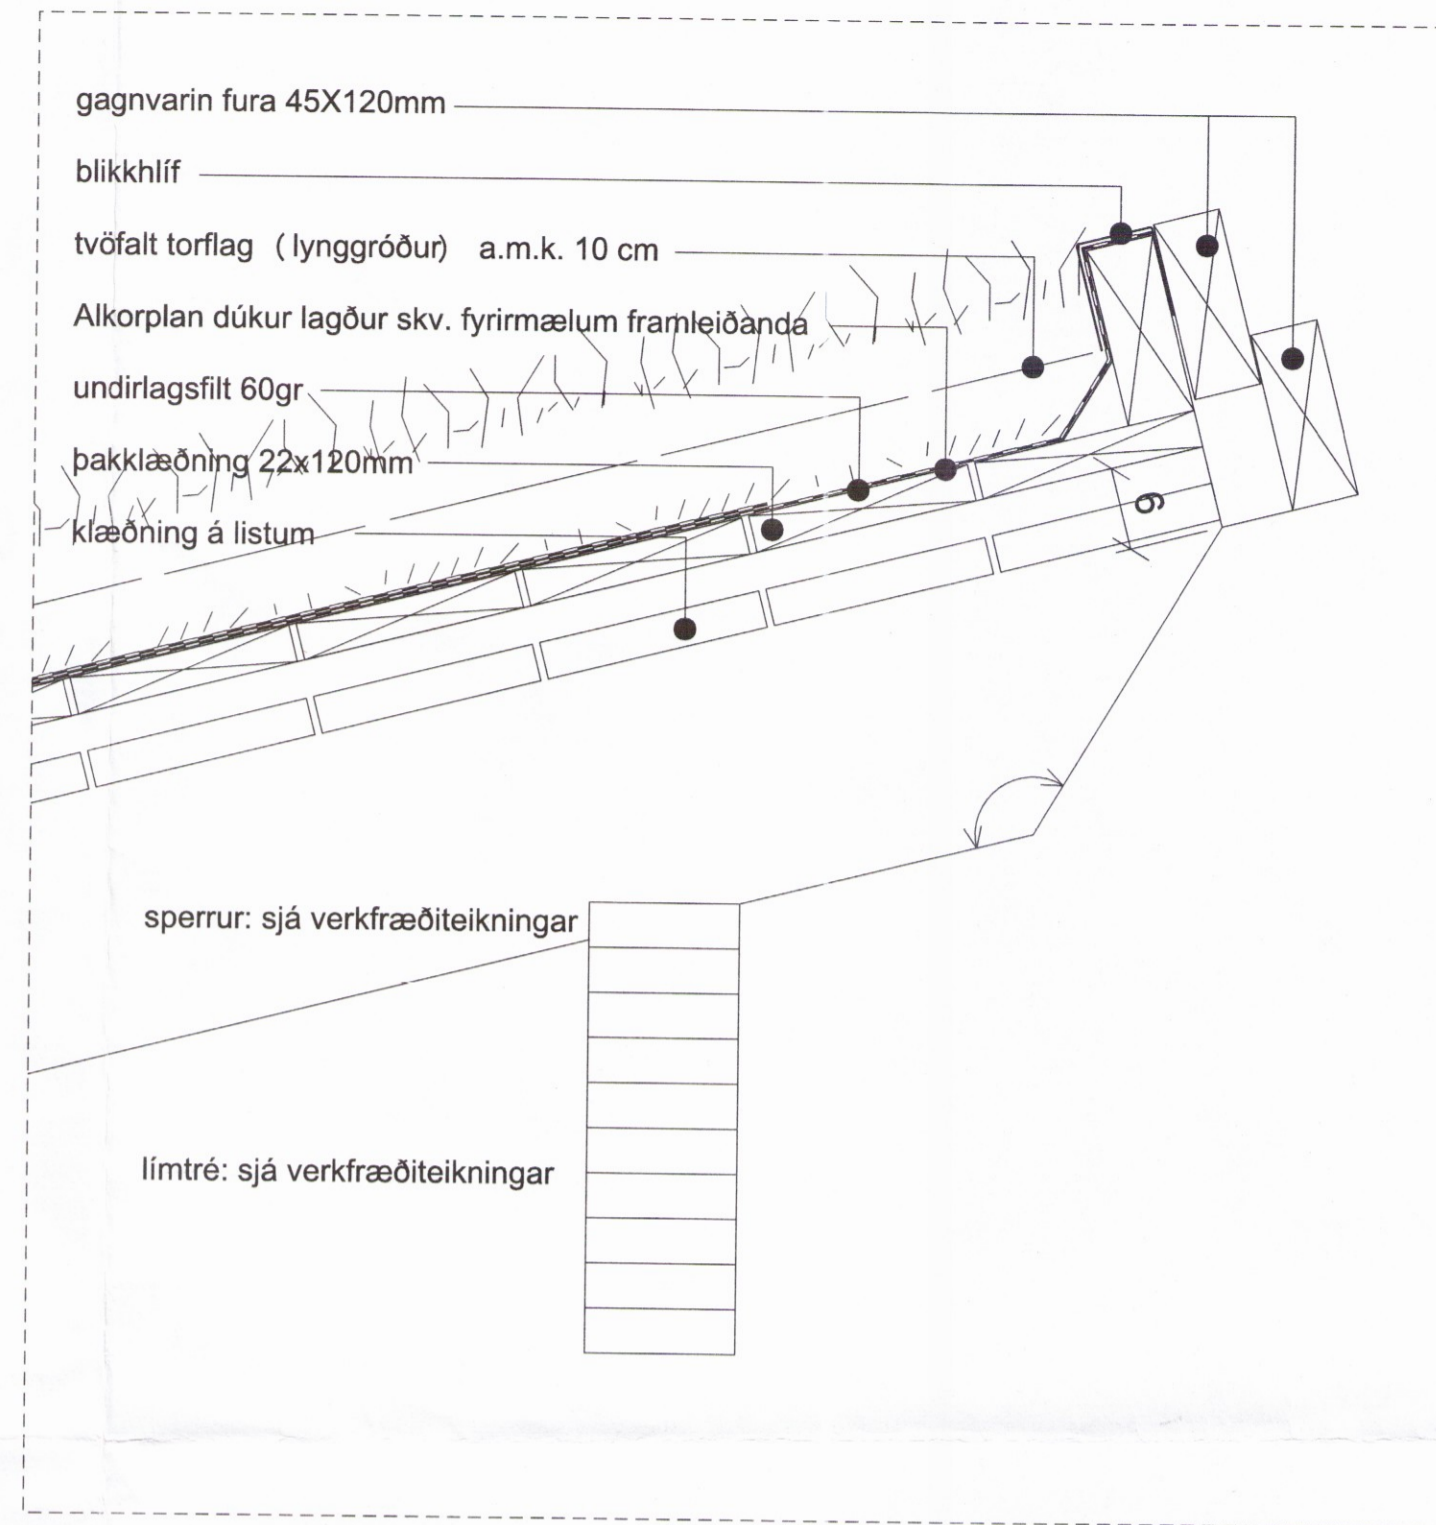 gagnvarin fura 45X120mm
blikkhlíf
tvöfalt torflag ( lynggróður) a.m.k. 10 cm
Alkorplan dúkur lagður skv. fyrirmælum framleiðanda
undirlagsfilt 60gr
þakklæðning 22x120mm
klæðning á listum
6
sperrur: sjá verkfræðiteikningar
límtré: sjá verkfræðiteikningar